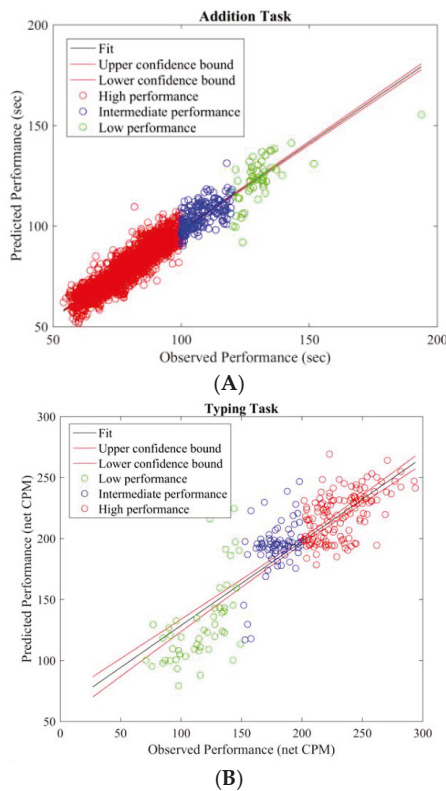 Addition Task
200
150
100
50
Predicted Performance (sec)
Fit
Upper confidence bound
Lower confidence bound
High performance
Intermediate performance
Low performance
50 100 150 200
Observed Performance (sec)
(A)
Typing Task
300
250
200
150
100
50
Predicted Performance (net CPM)
Fit
Upper confidence bound
Lower confidence bound
Low performance
Intermediate performance
High performance
0 50 100 150 200 250 300
Observed Performance (net CPM)
(B)